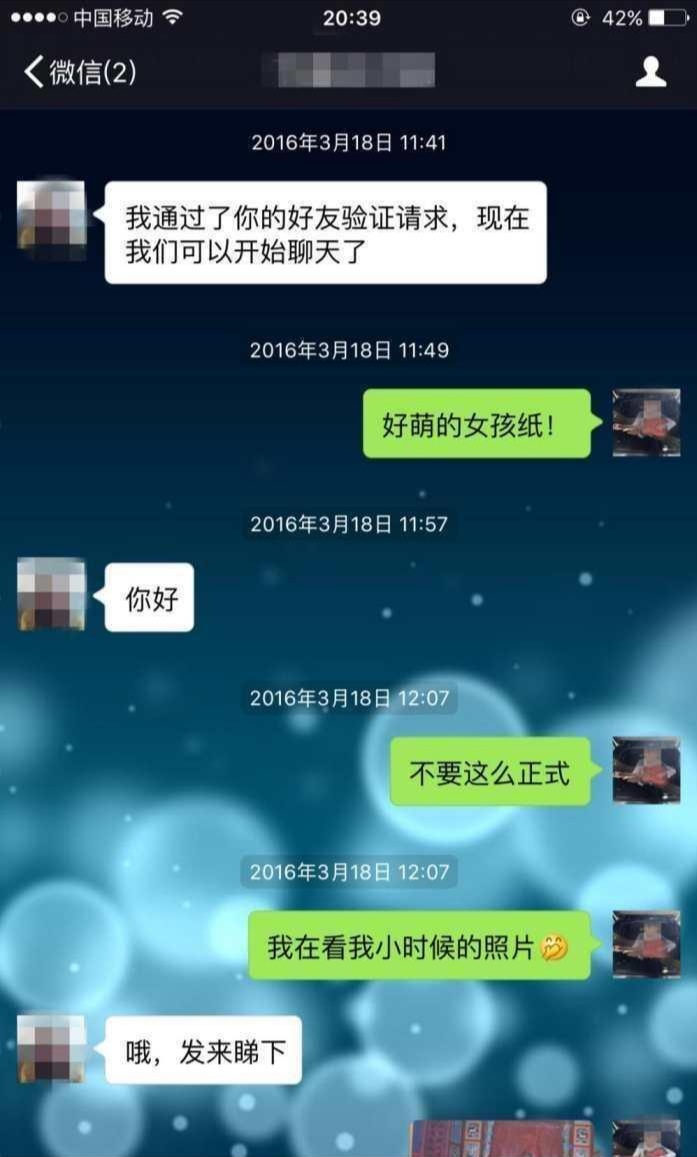 中国移动 20:39 42%
微信(2)
2016年3月18日 11:41
我通过了你的好友验证请求，现在
我们可以开始聊天了
2016年3月18日 11:49
好萌的女孩纸！
2016年3月18日 11:57
你好
2016年3月18日 12:07
不要这么正式
2016年3月18日 12:07
我在看我小时候的照片🤭
哦，发来睇下